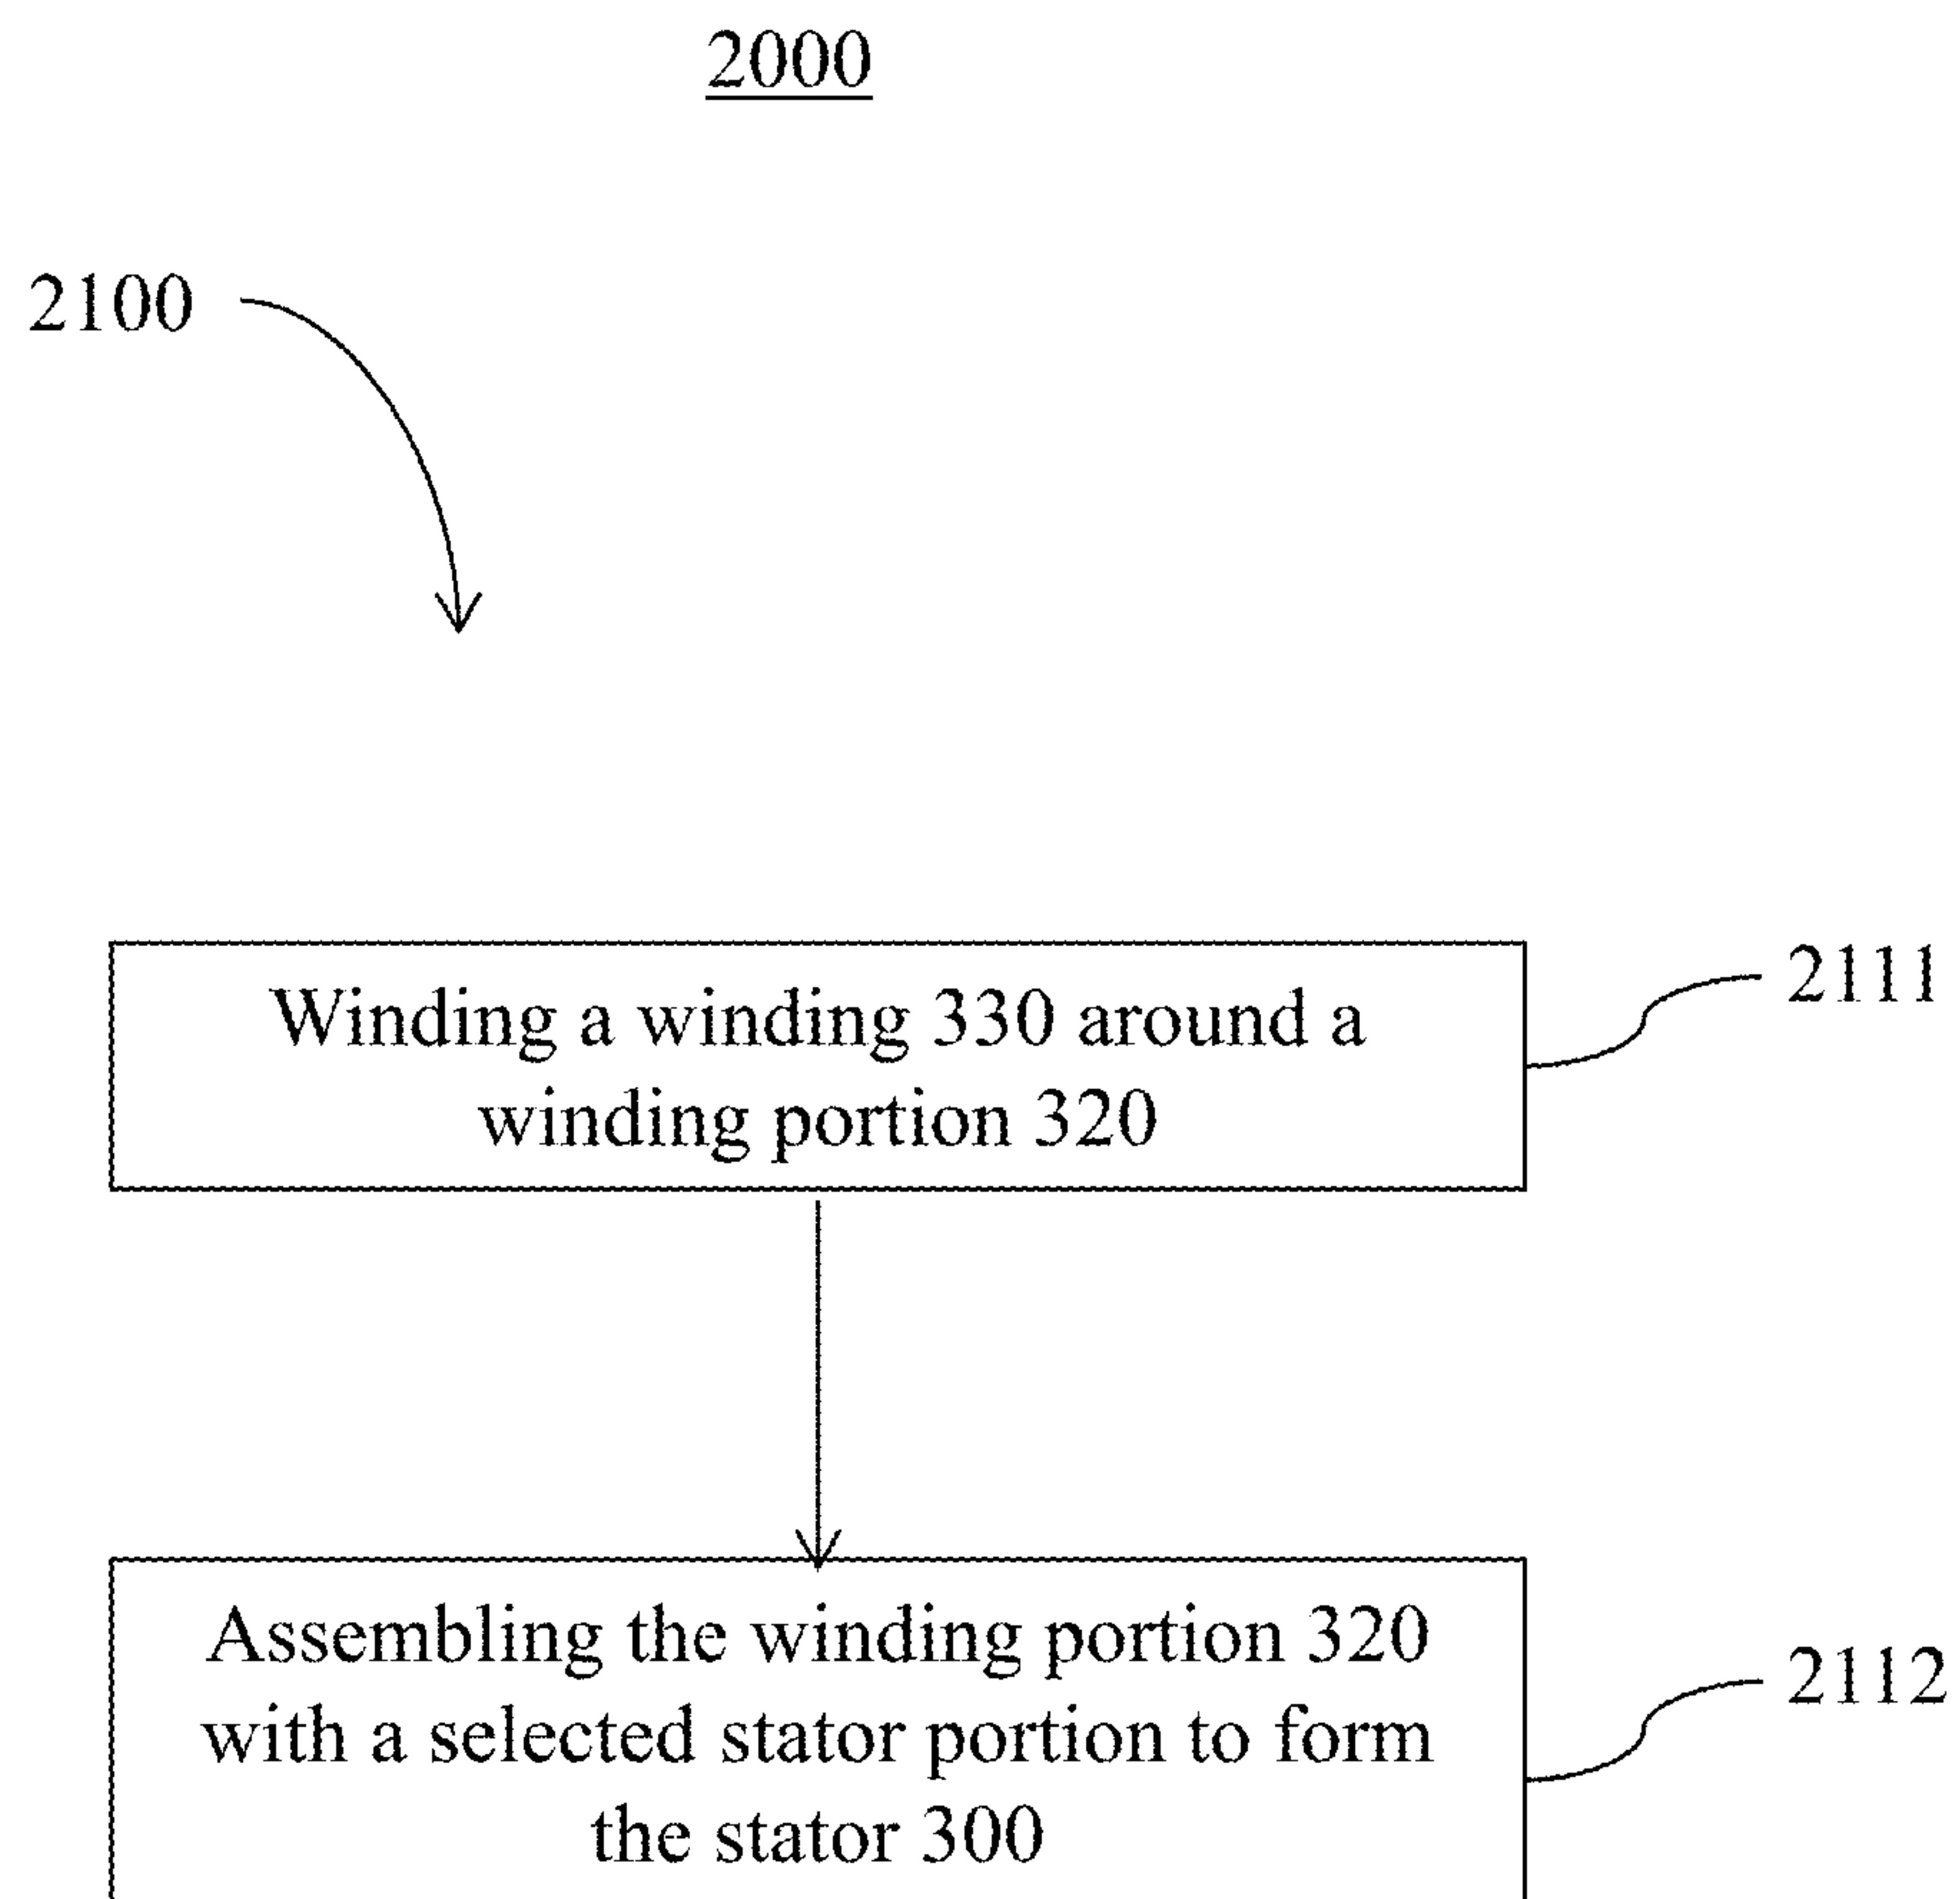 2000
2100
Winding a winding 330 around a
winding portion 320
2111
Assembling the winding portion 320
with a selected stator portion to form
the stator 300
2112